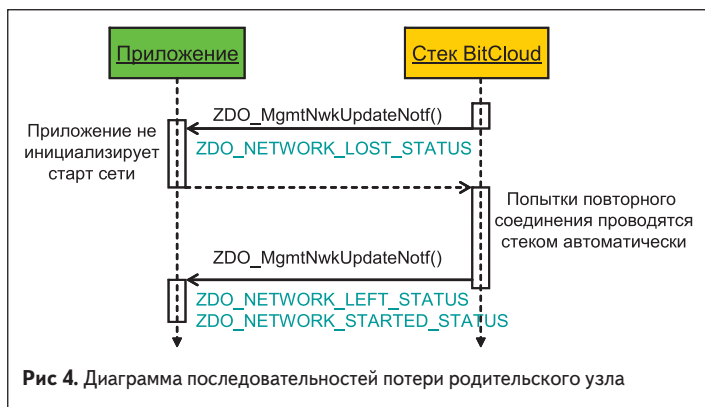 Приложение
Стек BitCloud
ZDO_MgmtNwkUpdateNotf()
Приложение не
инициализирует
старт сети
ZDO_NETWORK_LOST_STATUS
Попытки повторного
соединения проводятся
стеком автоматически
ZDO_MgmtNwkUpdateNotf()
ZDO_NETWORK_LEFT_STATUS
ZDO_NETWORK_STARTED_STATUS
Рис 4. Диаграмма последовательностей потери родительского узла